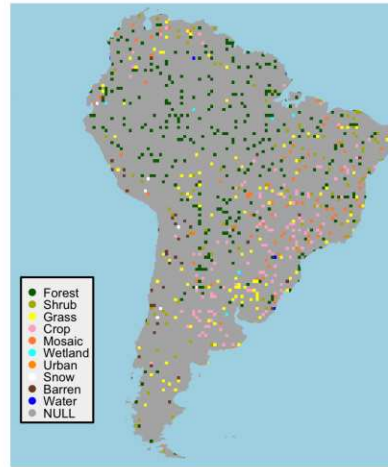 Forest
Shrub
Grass
Crop
Mosaic
Wetland
Urban
Snow
Barren
Water
NULL